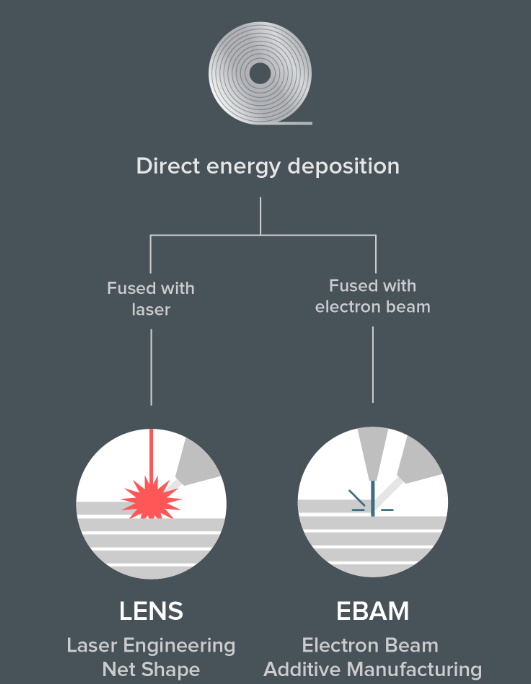 Direct energy deposition
Fused with
laser
Fused with
electron beam
LENS
Laser Engineering
Net Shape
EBAM
Electron Beam
Additive Manufacturing